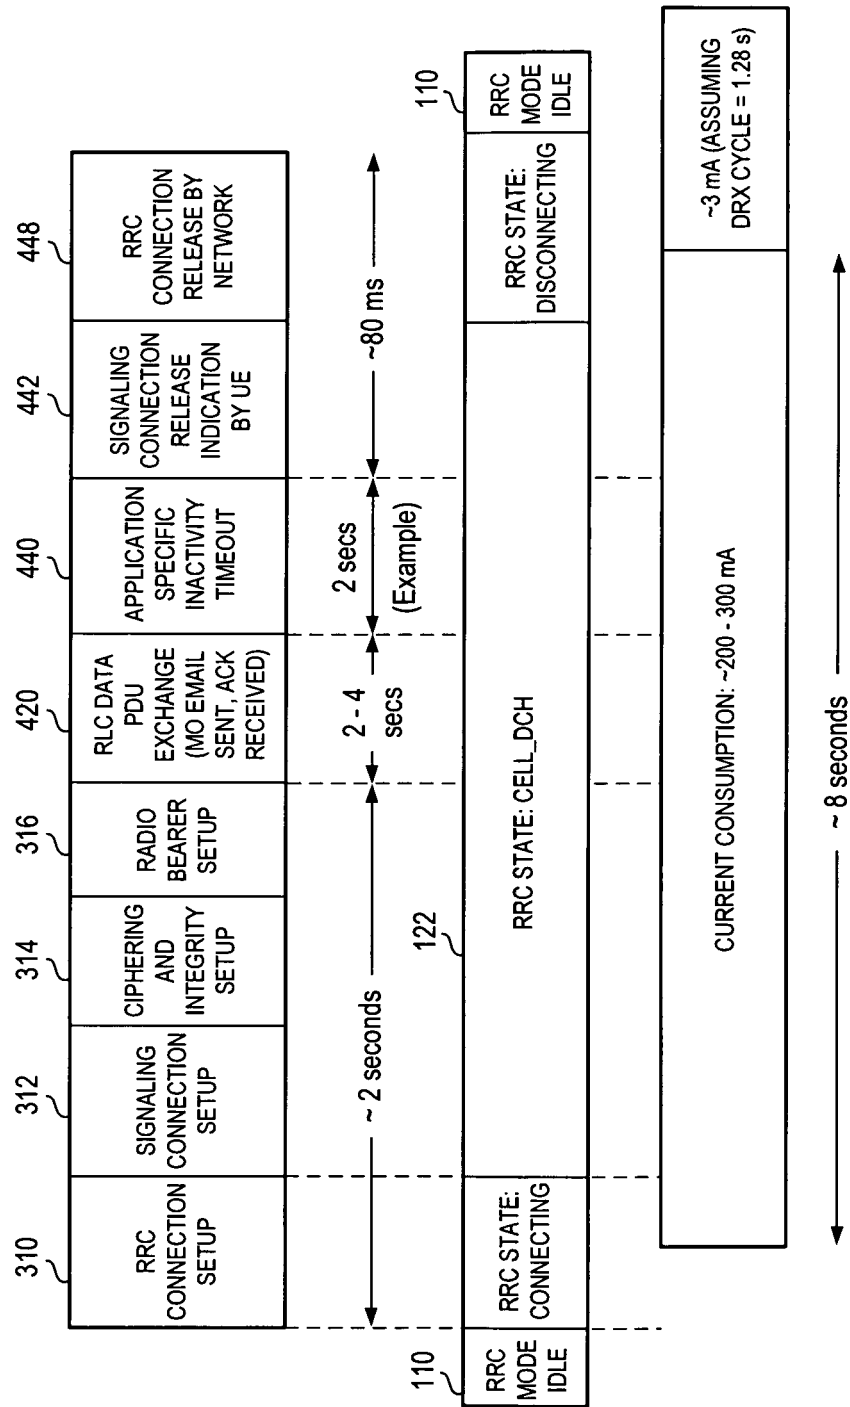 310
312
314
316
420
440
442
448
RRC
CONNECTION
SETUP
SIGNALING
CONNECTION
SETUP
CIPHERING
AND
INTEGRITY
SETUP
RADIO
BEARER
SETUP
RLC DATA
PDU
EXCHANGE
(MO EMAIL
SENT, ACK
RECEIVED)
APPLICATION
SPECIFIC
INACTIVITY
TIMEOUT
SIGNALING
CONNECTION
RELEASE
INDICATION
BY UE
RRC
CONNECTION
RELEASE BY
NETWORK
~ 2 seconds
2 - 4
secs
2 secs
(Example)
~80 ms
110
122
110
RRC
MODE
IDLE
RRC STATE:
CONNECTING
RRC STATE: CELL_DCH
RRC STATE:
DISCONNECTING
RRC
MODE
IDLE
CURRENT CONSUMPTION: ~200 - 300 mA
~3 mA (ASSUMING
DRX CYCLE = 1.28 s)
~ 8 seconds